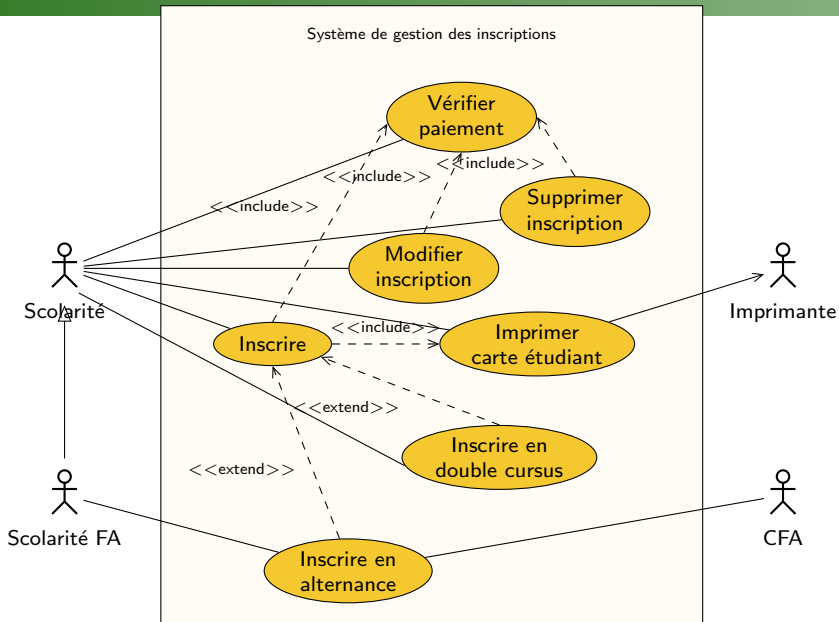 Système de gestion des inscriptions
Vérifier
paiement
<<include>>
<<include>>
<<include>>
Supprimer
inscription
Modifier
inscription
Scolarité
Imprimante
<<include>>
Inscrire
Imprimer
carte étudiant
<<extend>>
Inscrire en
double cursus
<<extend>>
Scolarité FA
CFA
Inscrire en
alternance